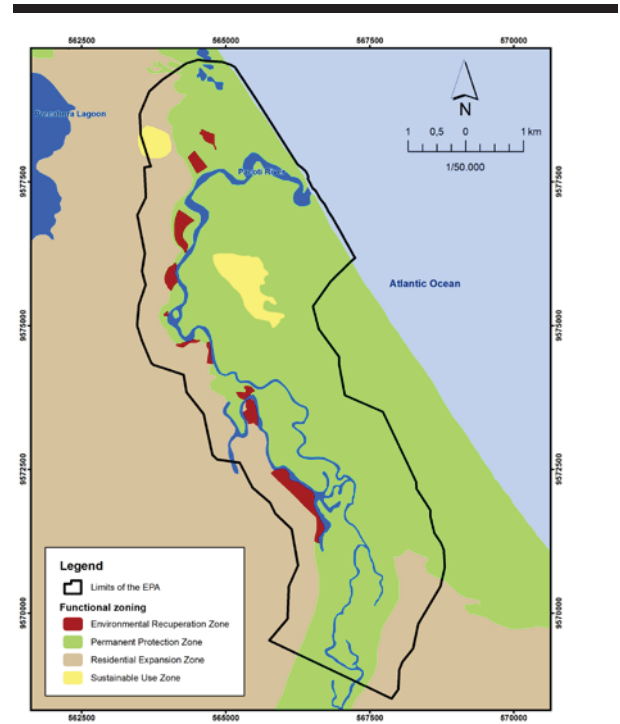 562500 565000 567500 570000
Precabura Lagoon
N
1 0,5 0 1 km
1/50.000
Pacoti River
9577500 9577500
Atlantic Ocean
9575000 9575000
9572500 9572500
Legend
Limits of the EPA
Functional zoning
Environmental Recuperation Zone
Permanent Protection Zone
Residential Expansion Zone
Sustainable Use Zone
9570000 9570000
562500 565000 567500 570000